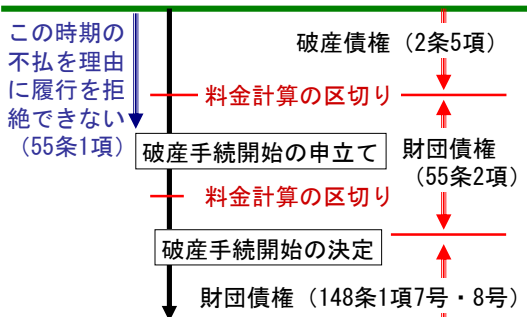 この時期の
不払を理由
に履行を拒
絶できない
(55条1項)
破産債権(2条5項)
料金計算の区切り
破産手続開始の申立て
財団債権
(55条2項)
料金計算の区切り
破産手続開始の決定
財団債権(148条1項7号・8号)